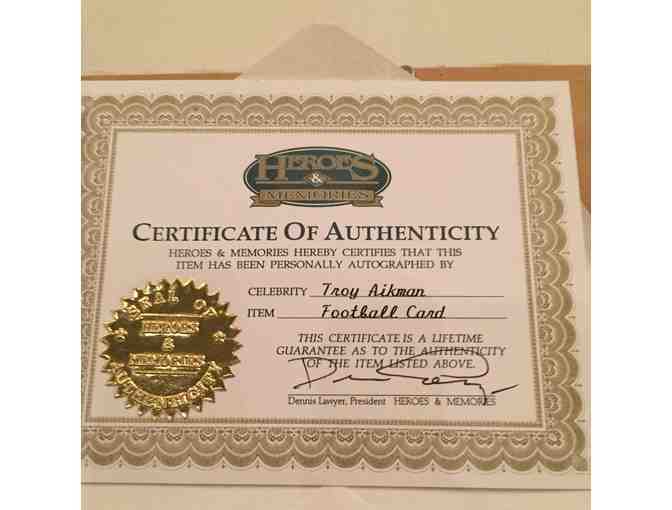 HEROES
&
MEMORIES
CERTIFICATE OF AUTHENTICITY
HEROES & MEMORIES HEREBY CERTIFIES THAT THIS
ITEM HAS BEEN PERSONALLY AUTOGRAPHED BY
CELEBRITY Troy Aikman
ITEM Football Card
THIS CERTIFICATE IS A LIFETIME
GUARANTEE AS TO THE AUTHENTICITY
OF THE ITEM LISTED ABOVE.
Dennis Lawyer, President HEROES & MEMORIES
SEAL OF
HEROES
&
MEMORIES
AUTHENTICITY